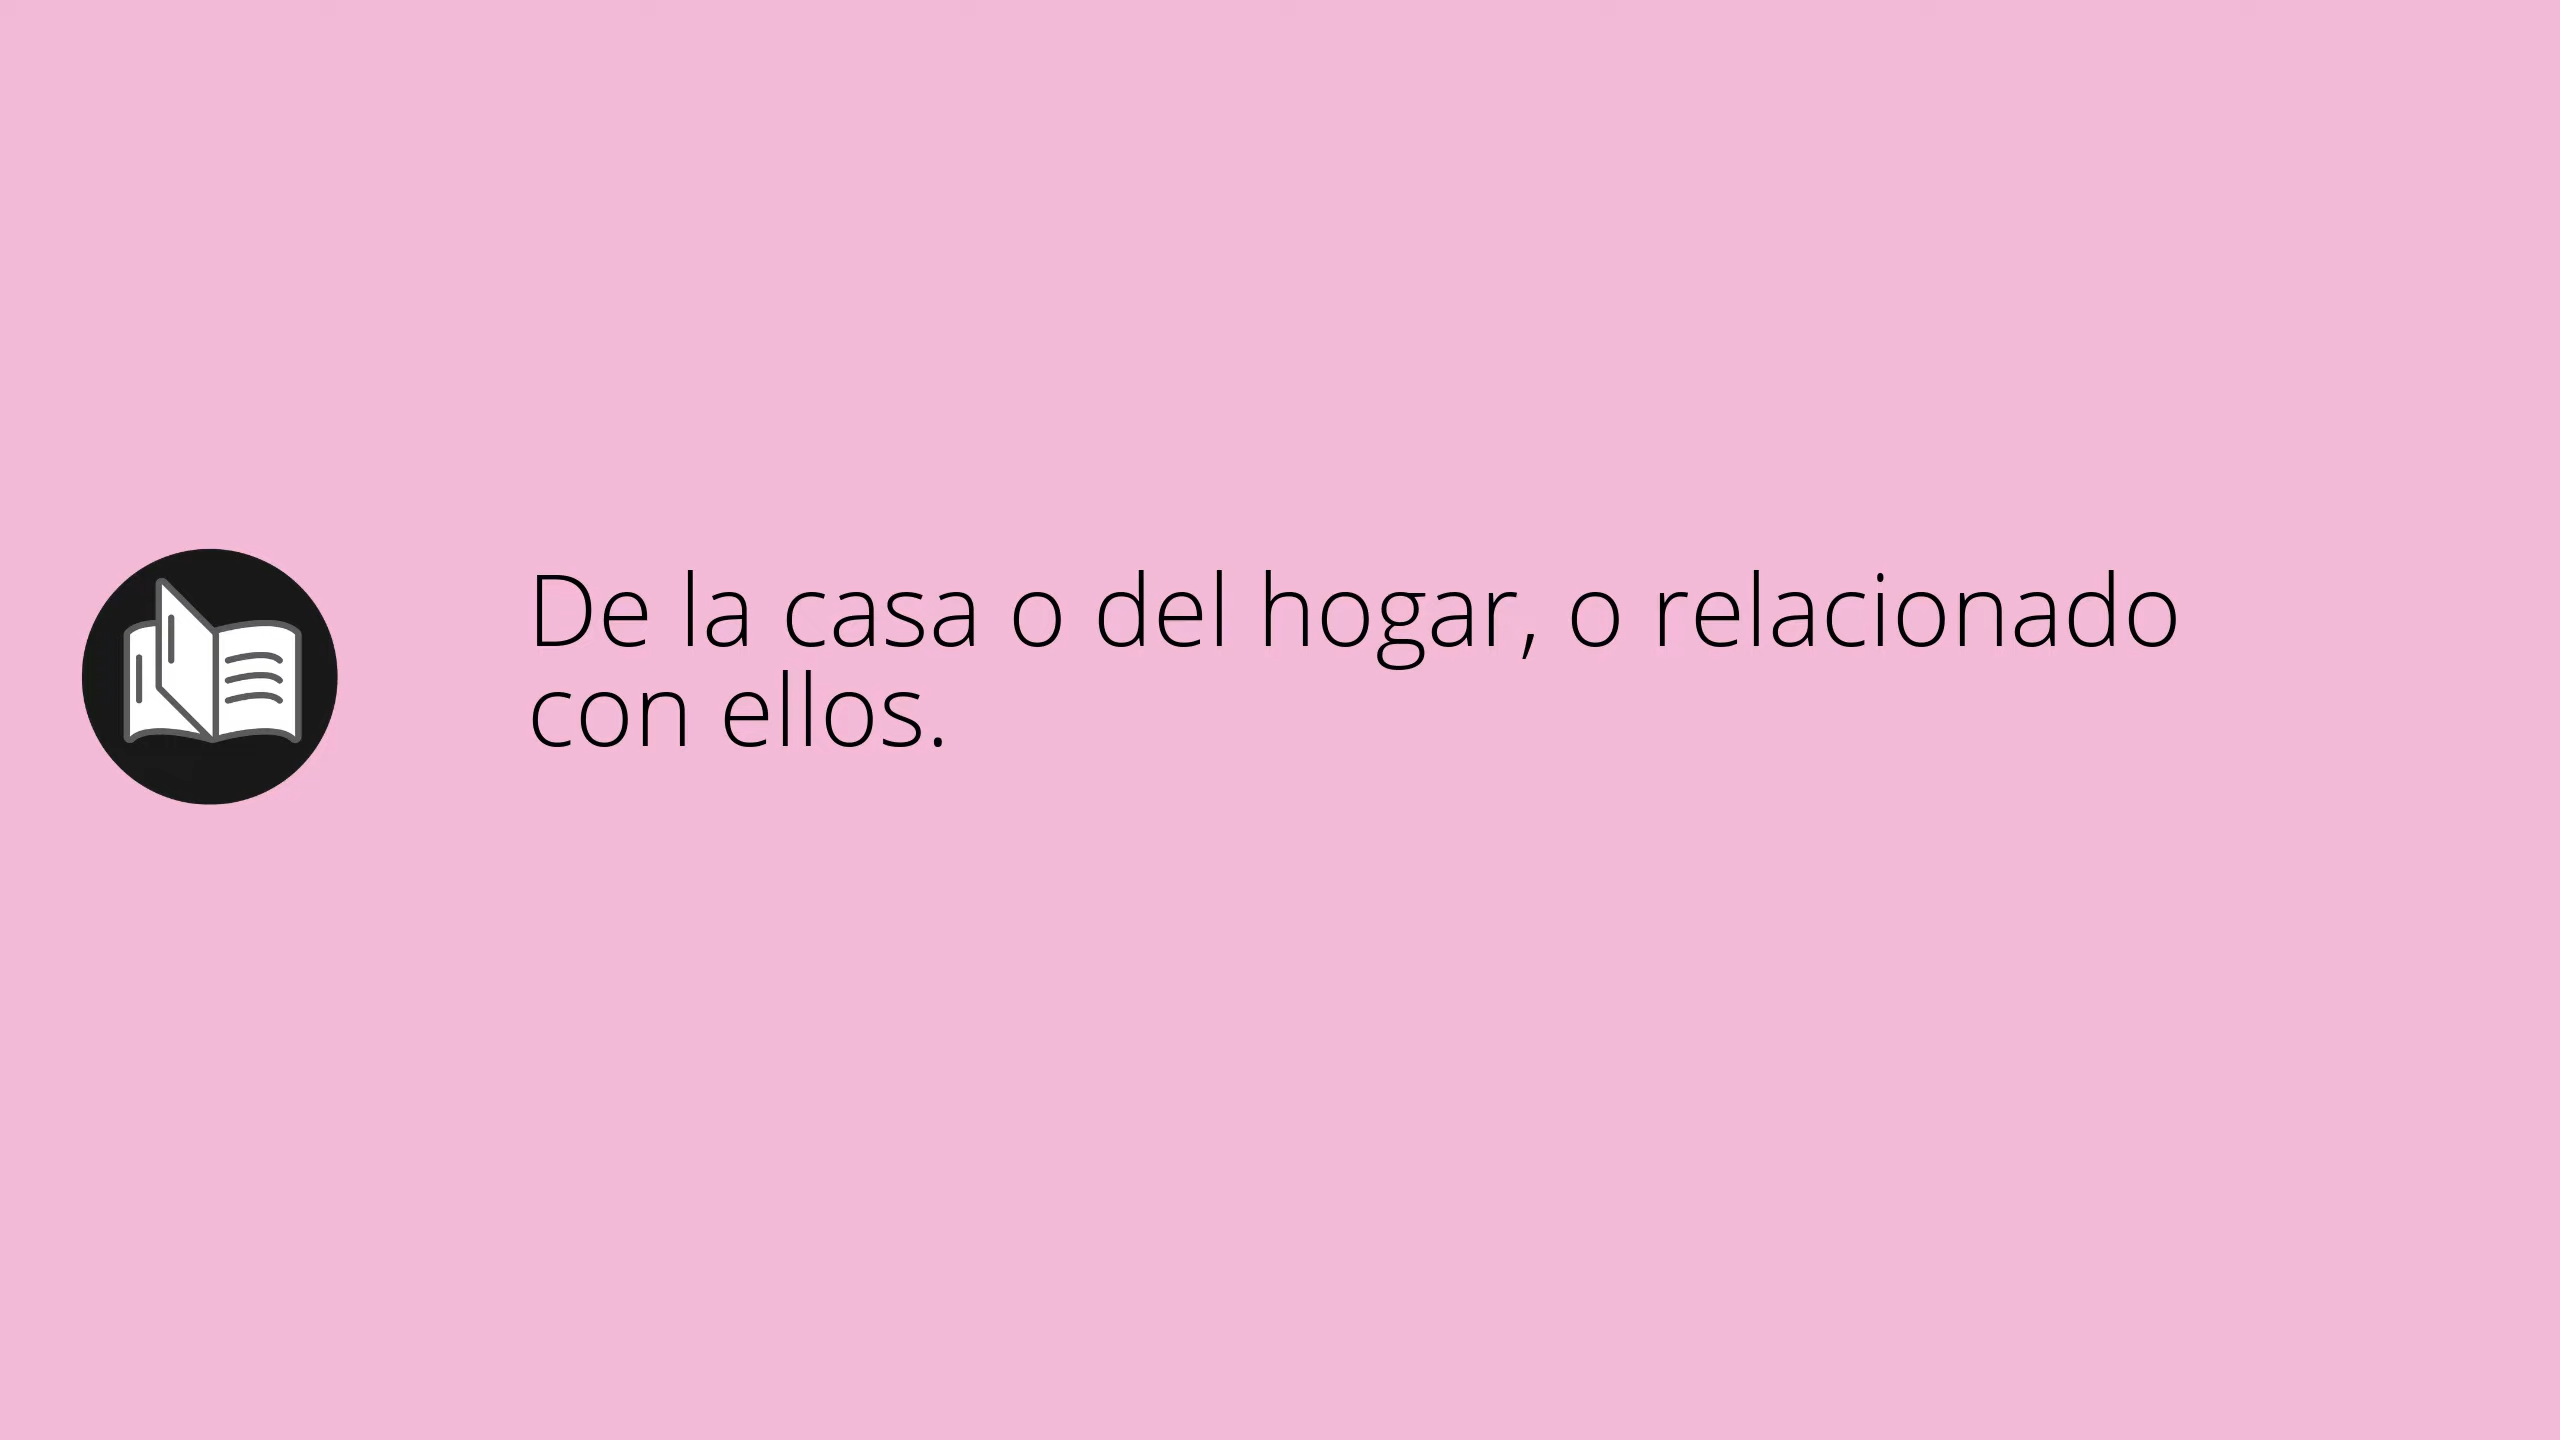 De la casa o del hogar, o relacionado
con ellos.